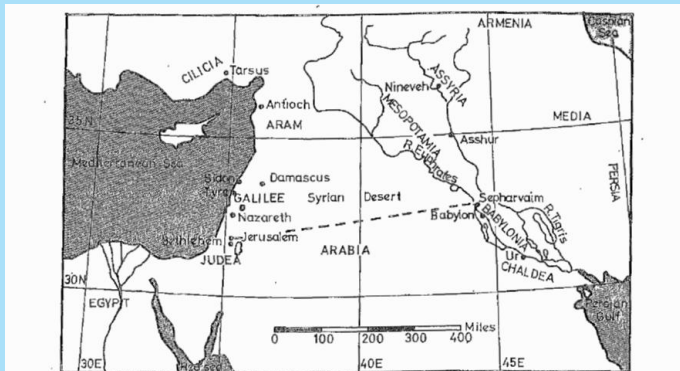 ARMENIA
Caspian
Sea
CILICIA
Tarsus
ASSYRIA
Nineveh
Antioch
MESOPOTAMIA
MEDIA
35N
ARAM
Asshur
R. Euphrates
Mediterranean Sea
PERSIA
Sidon
Damascus
Tyre
GALILEE
Syrian Desert
Sepharvaim
R. Tigris
Nazareth
Babylon
BABYLONIA
Jerusalem
Bethlehem
ARABIA
JUDEA
Ur
CHALDEA
30N
EGYPT
Persian
Gulf
Miles
0 100 200 300 400
Red Sea
30E
40E
45E